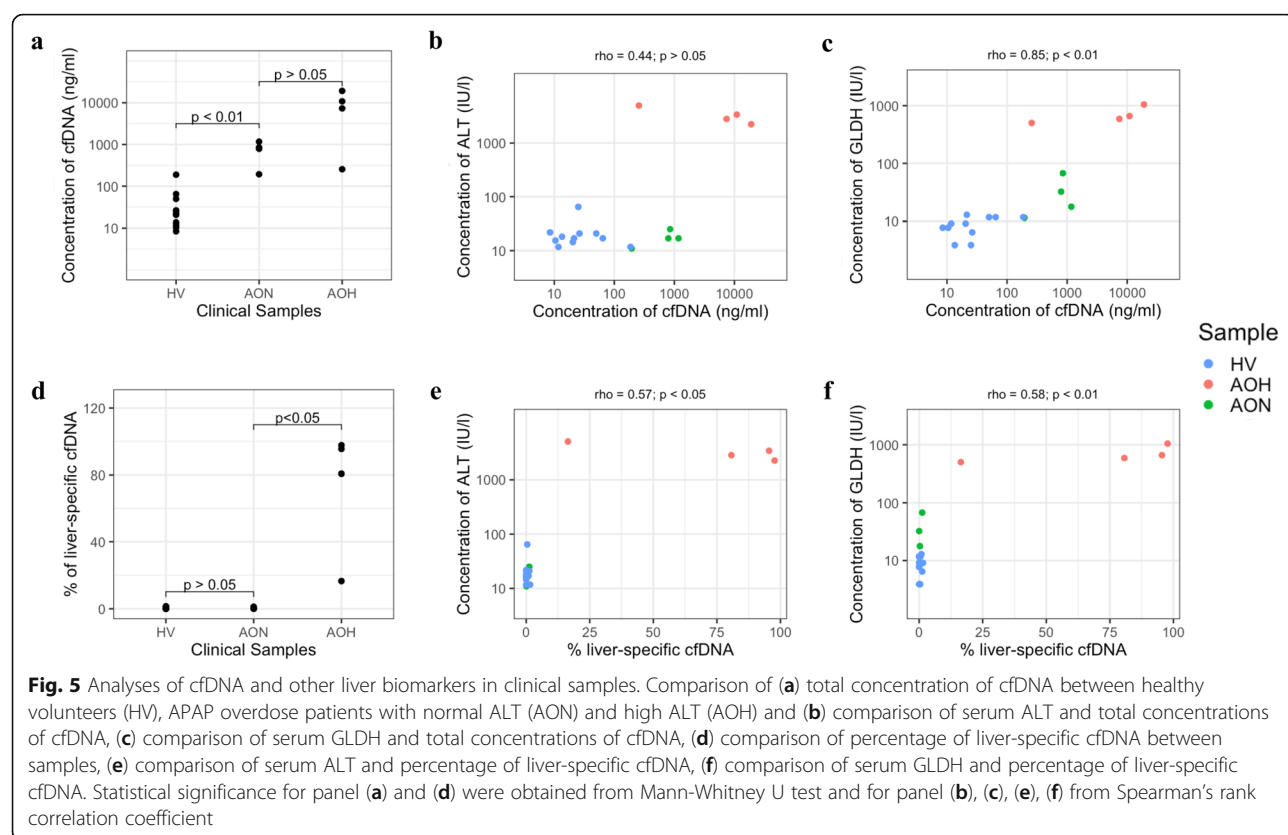 a
Concentration of cfDNA (ng/ml)
10000
1000
100
10
p < 0.01
p > 0.05
HV
AON
AOH
Clinical Samples
b
rho = 0.44; p > 0.05
Concentration of ALT (IU/l)
1000
100
10
10
100
1000
10000
Concentration of cfDNA (ng/ml)
c
rho = 0.85; p < 0.01
Concentration of GLDH (IU/l)
1000
100
10
10
100
1000
10000
Concentration of cfDNA (ng/ml)
Sample
HV
AOH
AON
d
% of liver-specific cfDNA
120
80
40
0
p > 0.05
p<0.05
HV
AON
AOH
Clinical Samples
e
rho = 0.57; p < 0.05
Concentration of ALT (IU/l)
1000
100
10
0
25
50
75
100
% liver-specific cfDNA
f
rho = 0.58; p < 0.01
Concentration of GLDH (IU/l)
1000
100
10
0
25
50
75
100
% liver-specific cfDNA
Fig. 5 Analyses of cfDNA and other liver biomarkers in clinical samples. Comparison of (a) total concentration of cfDNA between healthy
volunteers (HV), APAP overdose patients with normal ALT (AON) and high ALT (AOH) and (b) comparison of serum ALT and total concentrations
of cfDNA, (c) comparison of serum GLDH and total concentrations of cfDNA, (d) comparison of percentage of liver-specific cfDNA between
samples, (e) comparison of serum ALT and percentage of liver-specific cfDNA, (f) comparison of serum GLDH and percentage of liver-specific
cfDNA. Statistical significance for panel (a) and (d) were obtained from Mann-Whitney U test and for panel (b), (c), (e), (f) from Spearman's rank
correlation coefficient